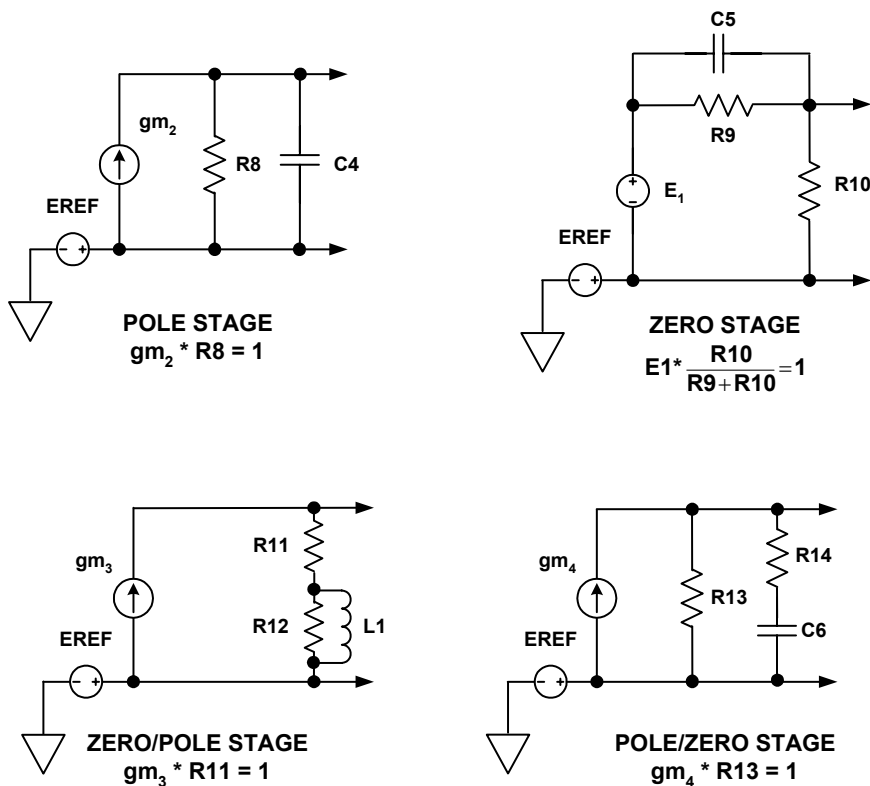 gm₂
R8
C4
EREF
POLE STAGE
gm₂ * R8 = 1
C5
R9
R10
E₁
EREF
ZERO STAGE
E1* R10 / R9+R10 =1
gm₃
R11
R12
L1
EREF
ZERO/POLE STAGE
gm₃ * R11 = 1
gm₄
R13
R14
C6
EREF
POLE/ZERO STAGE
gm₄ * R13 = 1